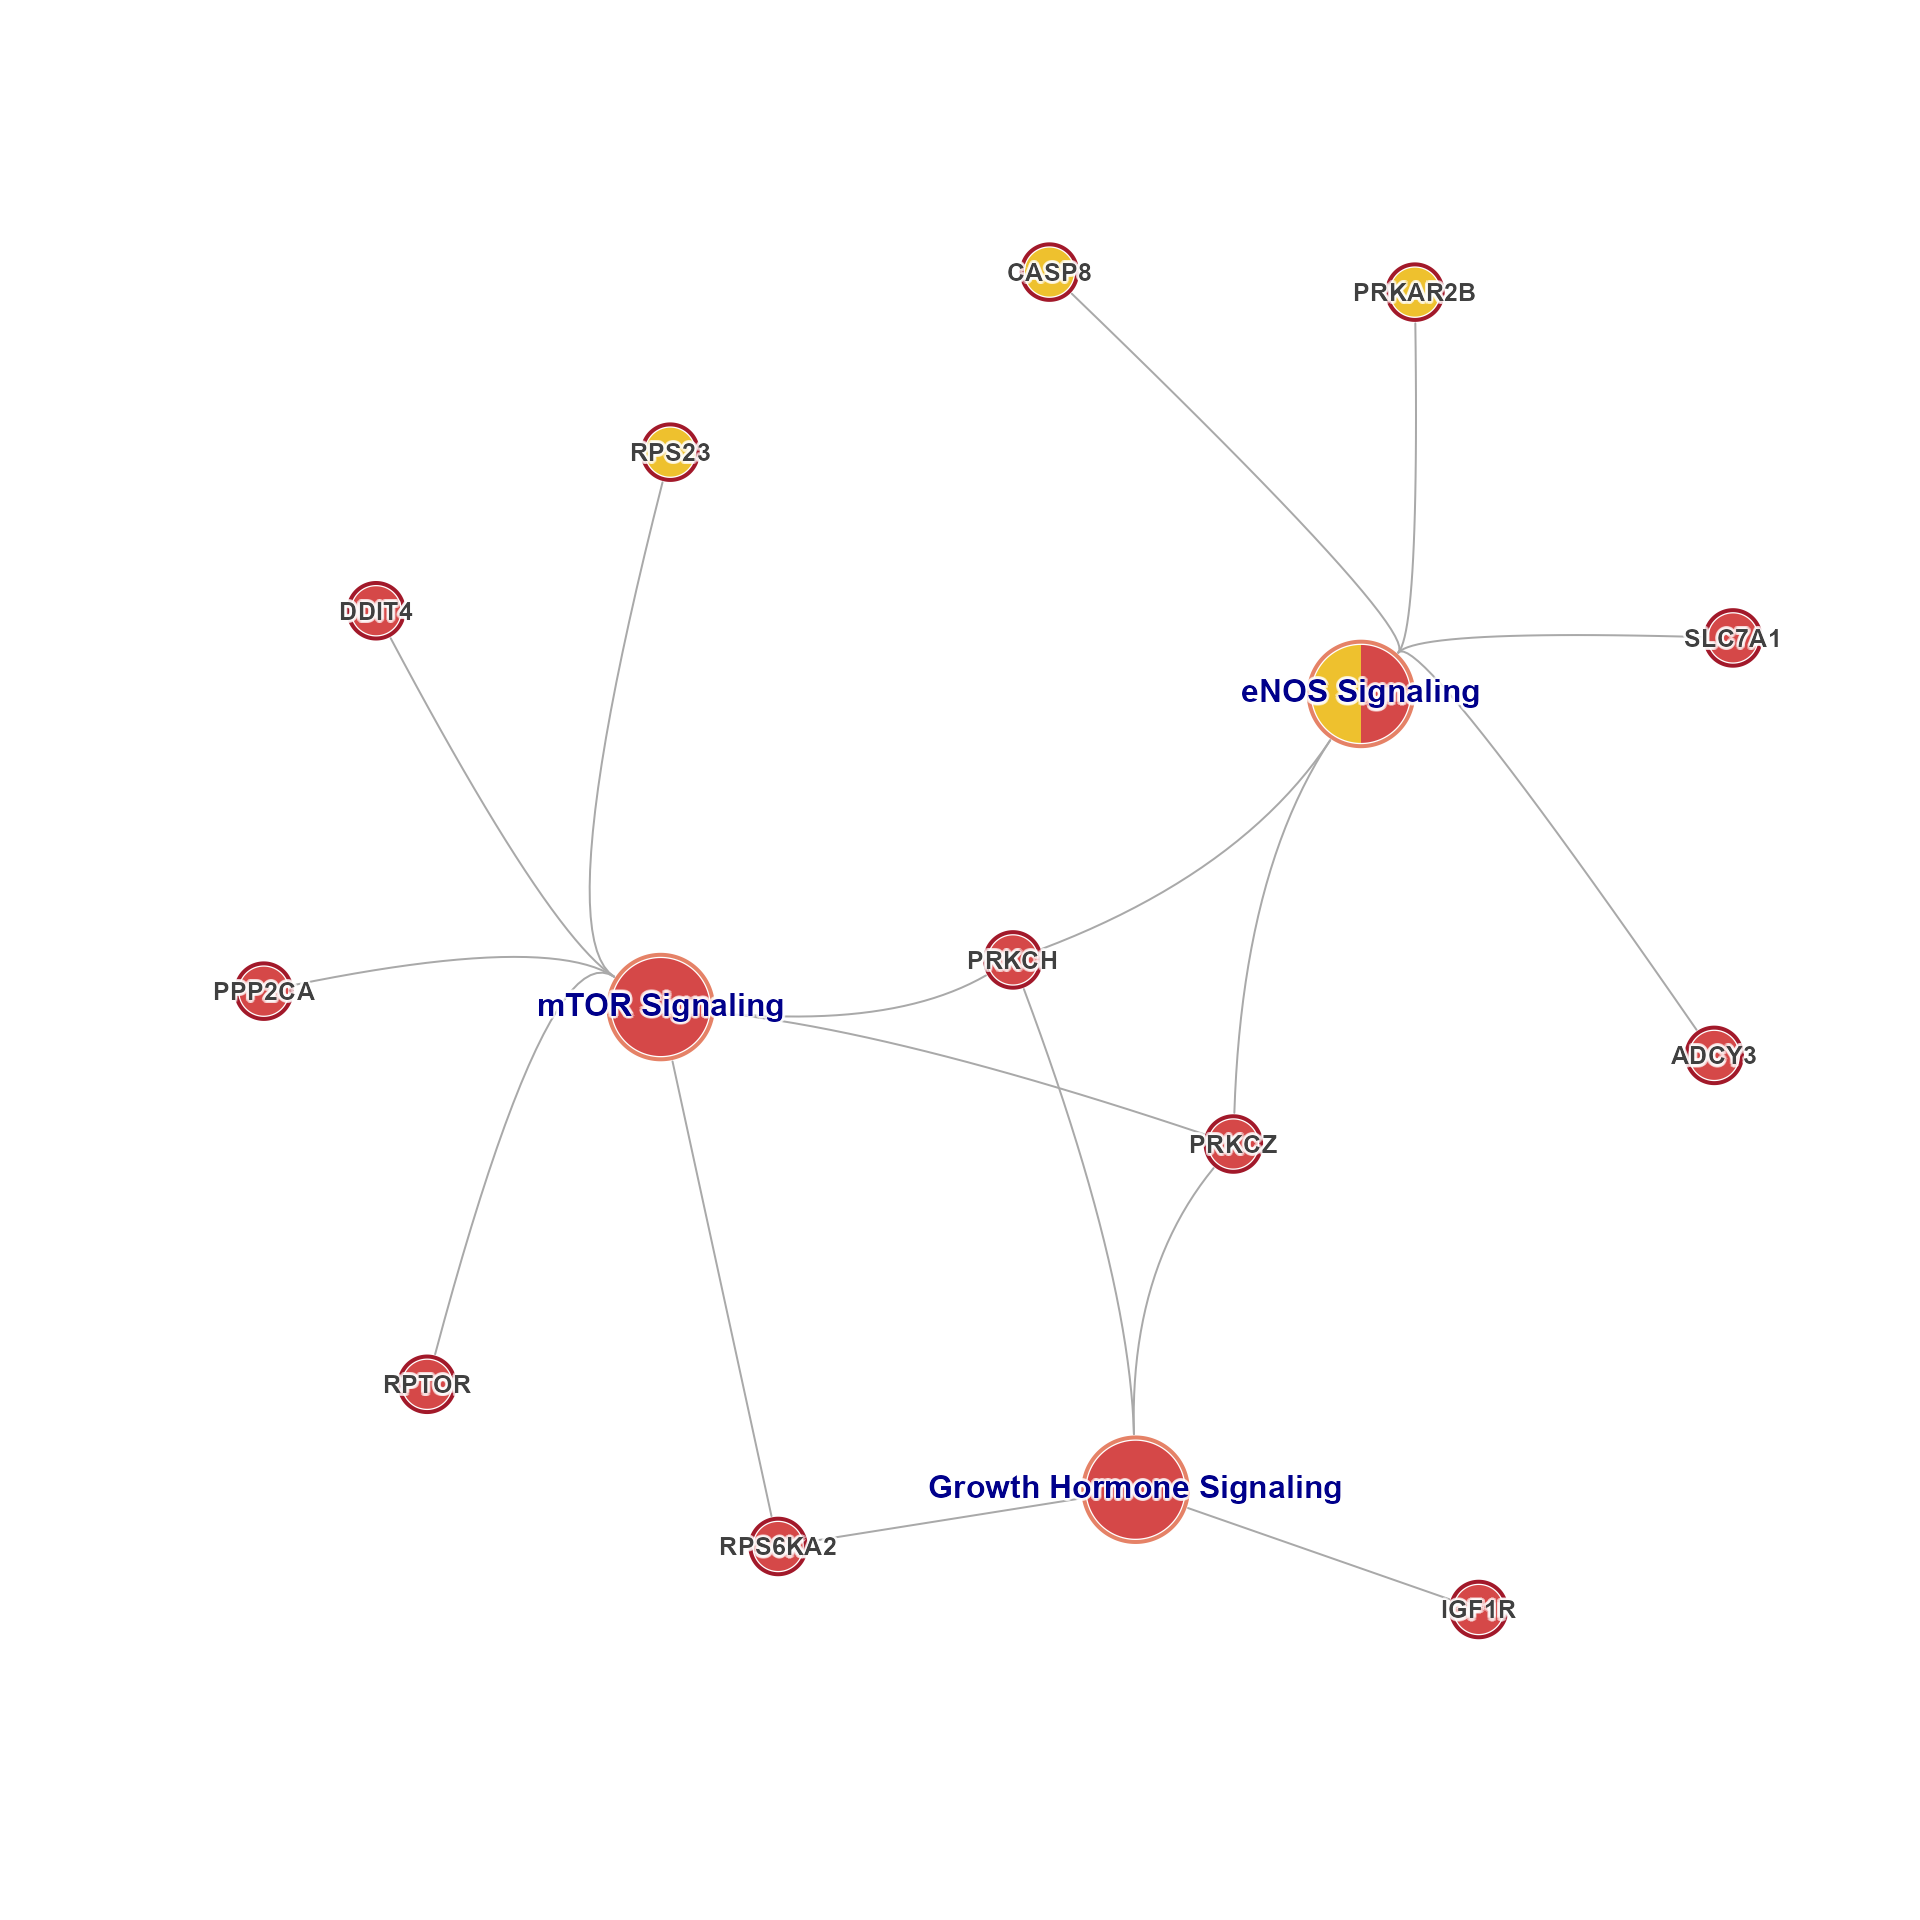 CASP8
PRKAR2B
RPS23
DDIT4
SLC7A1
eNOS Signaling
PRKCH
PPP2CA
mTOR Signaling
ADCY3
PRKCZ
RPTOR
Growth Hormone Signaling
RPS6KA2
IGF1R